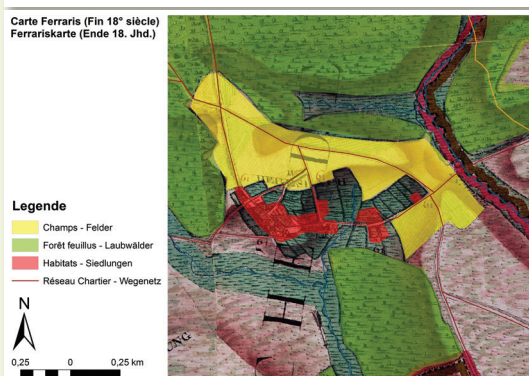 Carte Ferraris (Fin 18° siècle)
Ferrariskarte (Ende 18. Jhd.)
Legende
Champs - Felder
Forêt feuillus - Laubwälder
Habitats - Siedlungen
Réseau Chartier - Wegenetz
N
0,25 0 0,25 km
UNG